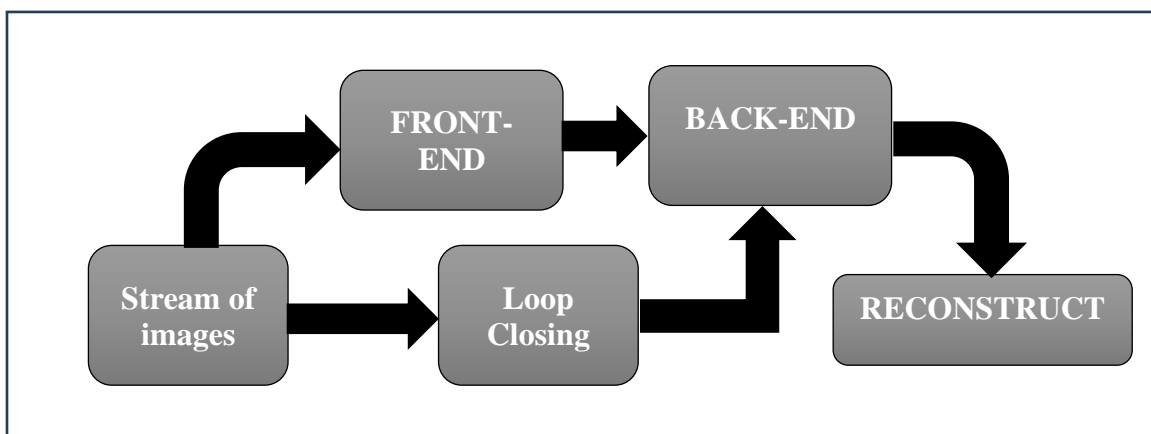 FRONT-
END
BACK-END
Stream of
images
Loop
Closing
RECONSTRUCT